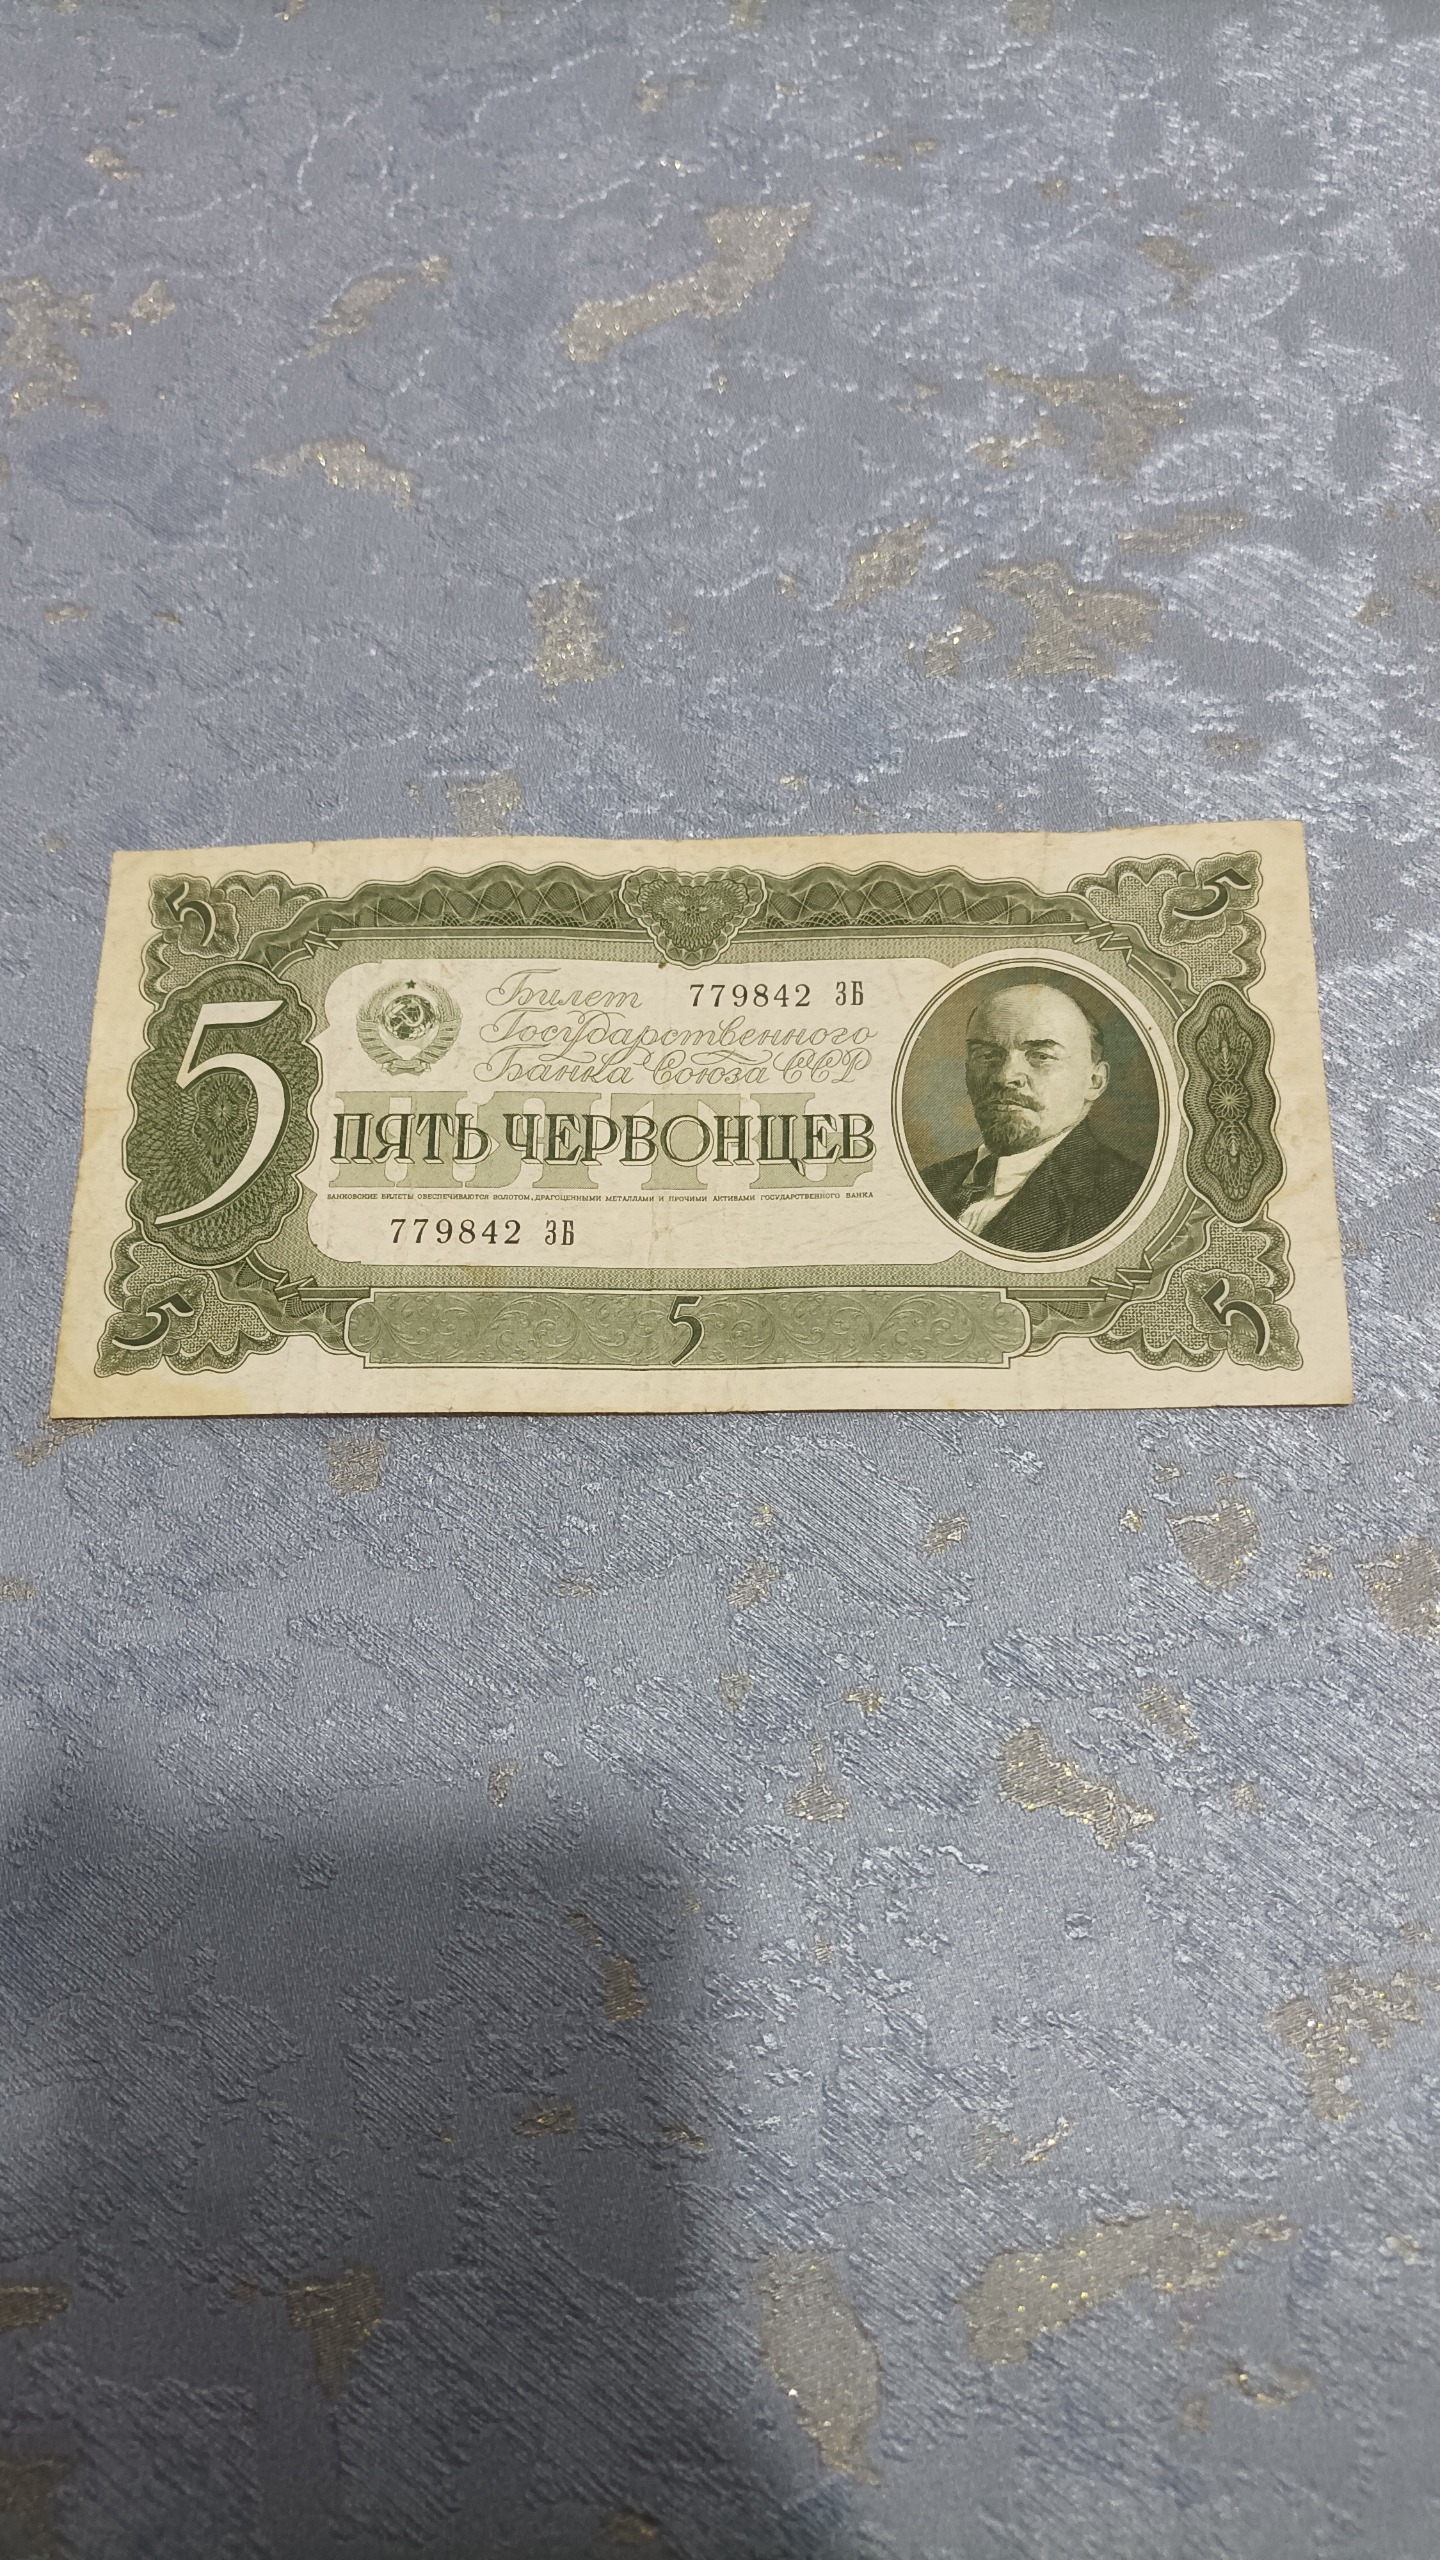 5 5
5
Билет 779842 ЗБ
Государственного
Банка Союза ССР
ПЯТЬ
ПЯТЬ ЧЕРВОНЦЕВ
БАНКОВСКИЕ БИЛЕТЫ ОБЕСПЕЧИВАЮТСЯ ЗОЛОТОМ, ДРАГОЦЕННЫМИ МЕТАЛЛАМИ И ПРОЧИМИ АКТИВАМИ ГОСУДАРСТВЕННОГО БАНКА
779842 ЗБ
5 5 5